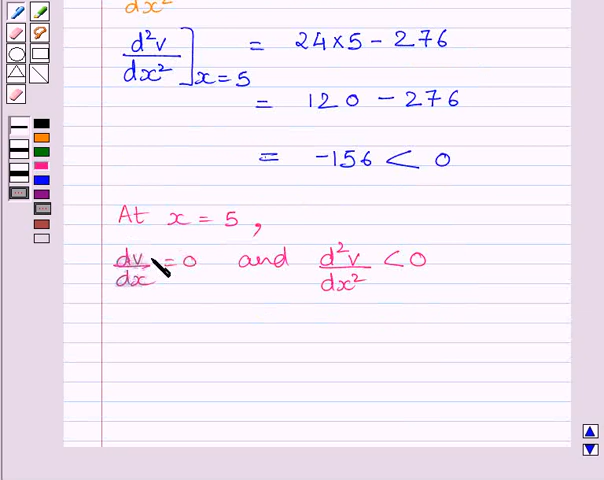 dx²
d²v/dx²]x=5 = 24×5-276
= 120-276
= -156 < 0
At x = 5,
dv/dx = 0 and d²v/dx² < 0